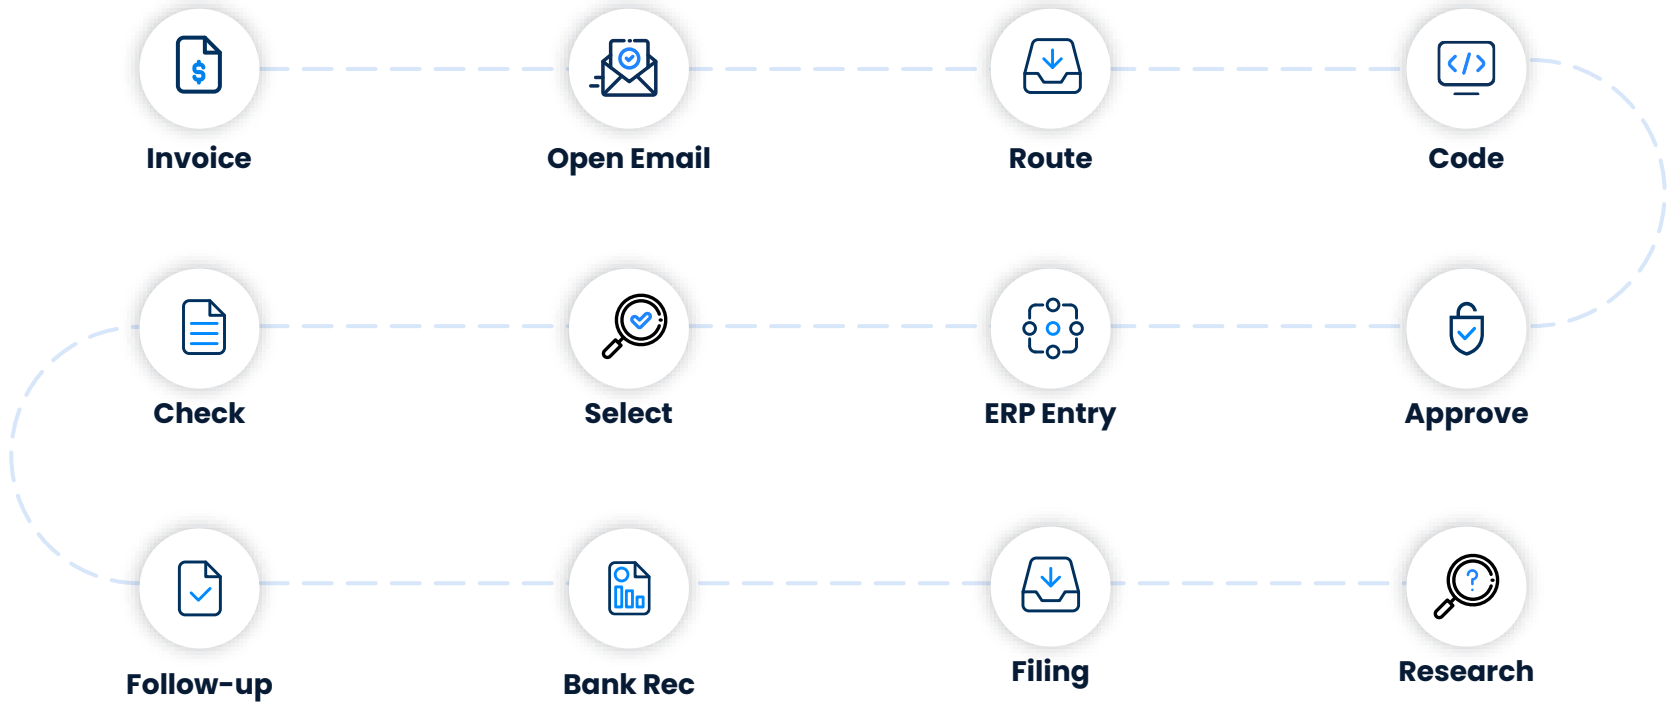 Invoice
Open Email
Route
Code
Check
Select
ERP Entry
Approve
Follow-up
Bank Rec
Filing
Research